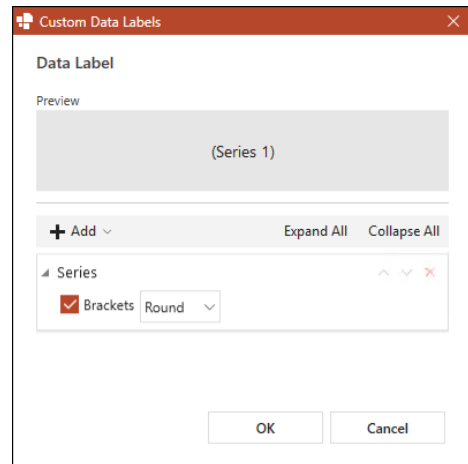 Custom Data Labels
Data Label
Preview
(Series 1)
Add Expand All Collapse All
Series
Brackets Round
OK Cancel